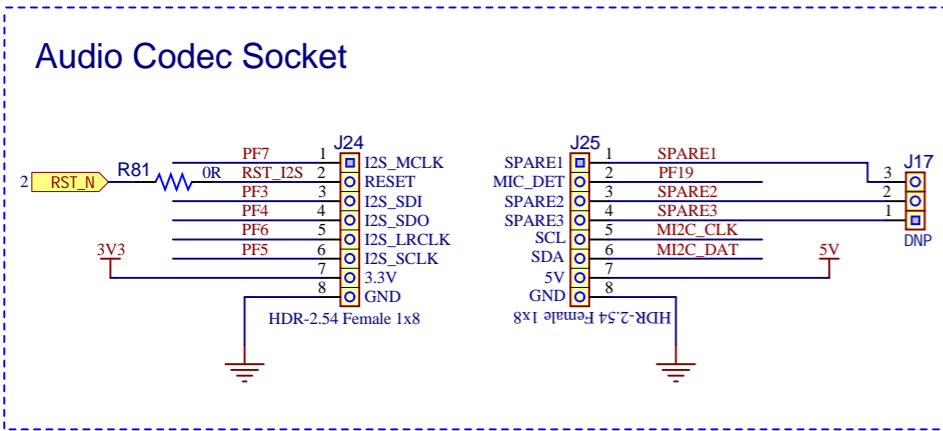 Audio Codec Socket
J24
PF7 1 I2S_MCLK
2 RST_N R81 0R RST_I2S 2 RESET
PF3 3 I2S_SDI
PF4 4 I2S_SDO
PF6 5 I2S_LRCLK
PF5 6 I2S_SCLK
3V3 7 3.3V
8 GND
HDR-2.54 Female 1x8
J25
SPARE1 1 SPARE1
MIC_DET 2 PF19
SPARE2 3 SPARE2
SPARE3 4 SPARE3
SCL 5 MI2C_CLK
SDA 6 MI2C_DAT
5V 7 5V
GND 8
HDR-2.54 Female 1x8
J17
3
2
1
DNP